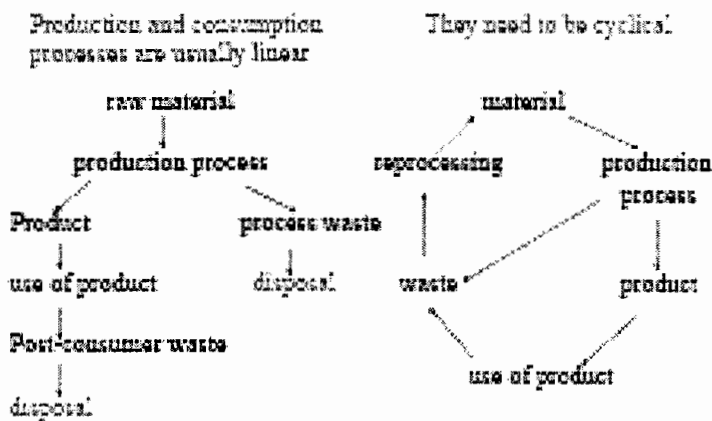 Production and consumption
processes are usually linear
raw material
production process
Product
process waste
use of product
disposal
Post-consumer waste
disposal
They need to be cyclical
material
reprocessing
production
process
waste
product
use of product